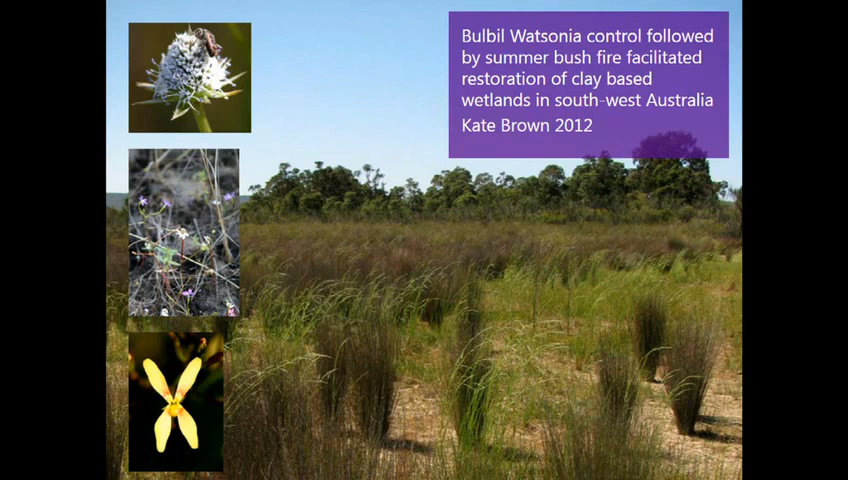 Bulbil Watsonia control followed
by summer bush fire facilitated
restoration of clay based
wetlands in south-west Australia
Kate Brown 2012